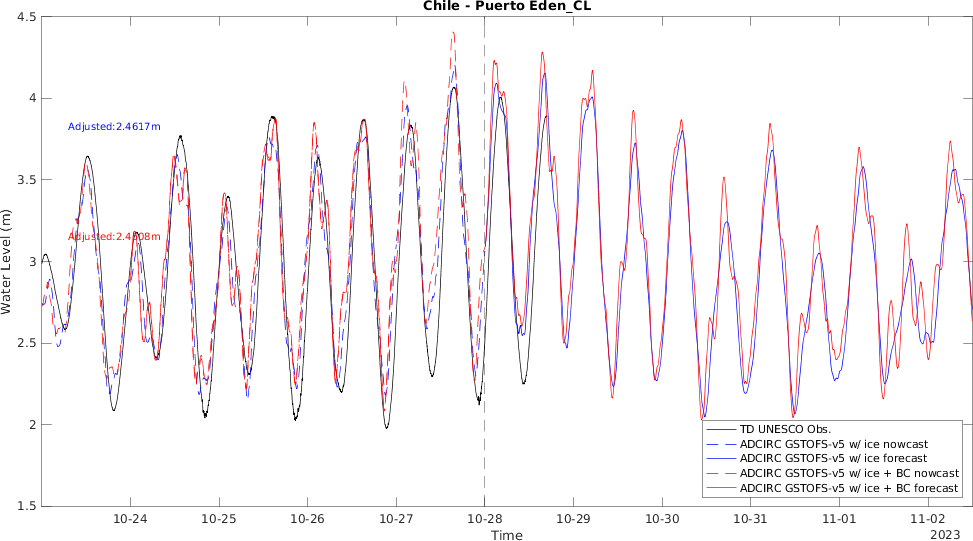 Chile - Puerto Eden_CL
4.5
4
3.5
3
2.5
2
1.5
Water Level (m)
Adjusted:2.4617m
10-24
10-25
10-26
10-27
10-28
10-29
10-30
10-31
11-01
11-02
2023
Time
TD UNESCO Obs.
ADCIRC GSTOFS-v5 w/ ice nowcast
ADCIRC GSTOFS-v5 w/ ice forecast
ADCIRC GSTOFS-v5 w/ ice + BC nowcast
ADCIRC GSTOFS-v5 w/ ice + BC forecast